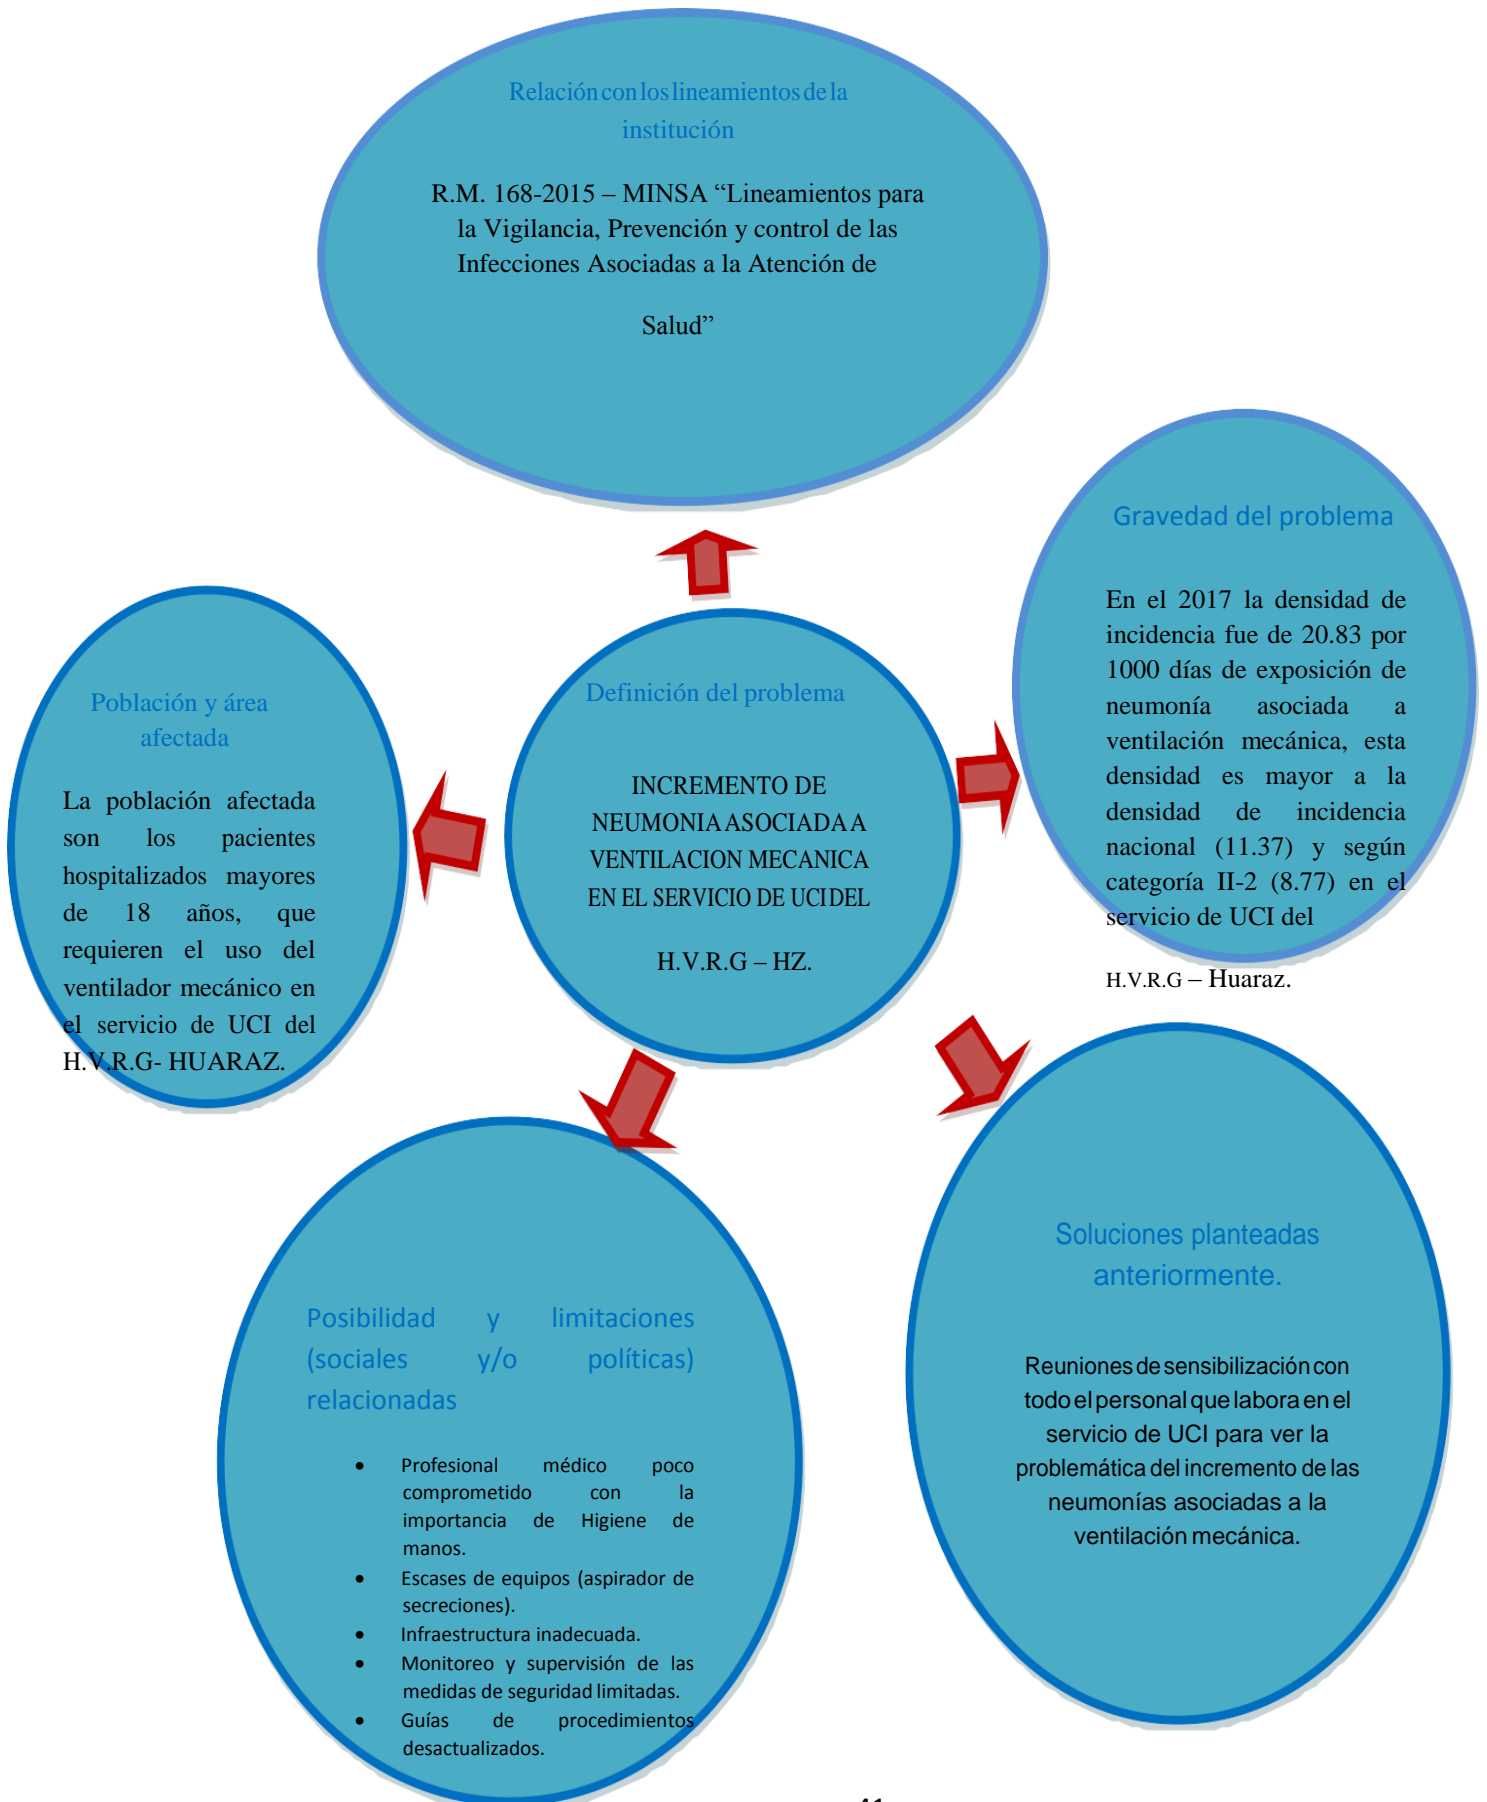 Relación con los lineamientos de la
institución
R.M. 168-2015 – MINSA “Lineamientos para
la Vigilancia, Prevención y control de las
Infecciones Asociadas a la Atención de
Salud”
Gravedad del problema
En el 2017 la densidad de
incidencia fue de 20.83 por
1000 días de exposición de
neumonía asociada a
ventilación mecánica, esta
densidad es mayor a la
densidad de incidencia
nacional (11.37) y según
categoría II-2 (8.77) en el
servicio de UCI del
H.V.R.G – Huaraz.
Definición del problema
INCREMENTO DE
NEUMONIA ASOCIADA A
VENTILACION MECANICA
EN EL SERVICIO DE UCI DEL
H.V.R.G – HZ.
Población y área
afectada
La población afectada
son los pacientes
hospitalizados mayores
de 18 años, que
requieren el uso del
ventilador mecánico en
el servicio de UCI del
H.V.R.G- HUARAZ.
Soluciones planteadas
anteriormente.
Reuniones de sensibilización con
todo el personal que labora en el
servicio de UCI para ver la
problemática del incremento de las
neumonías asociadas a la
ventilación mecánica.
Posibilidad y limitaciones
(sociales y/o políticas)
relacionadas
• Profesional médico poco
comprometido con la
importancia de Higiene de
manos.
• Escases de equipos (aspirador de
secreciones).
• Infraestructura inadecuada.
• Monitoreo y supervisión de las
medidas de seguridad limitadas.
• Guías de procedimientos
desactualizados.